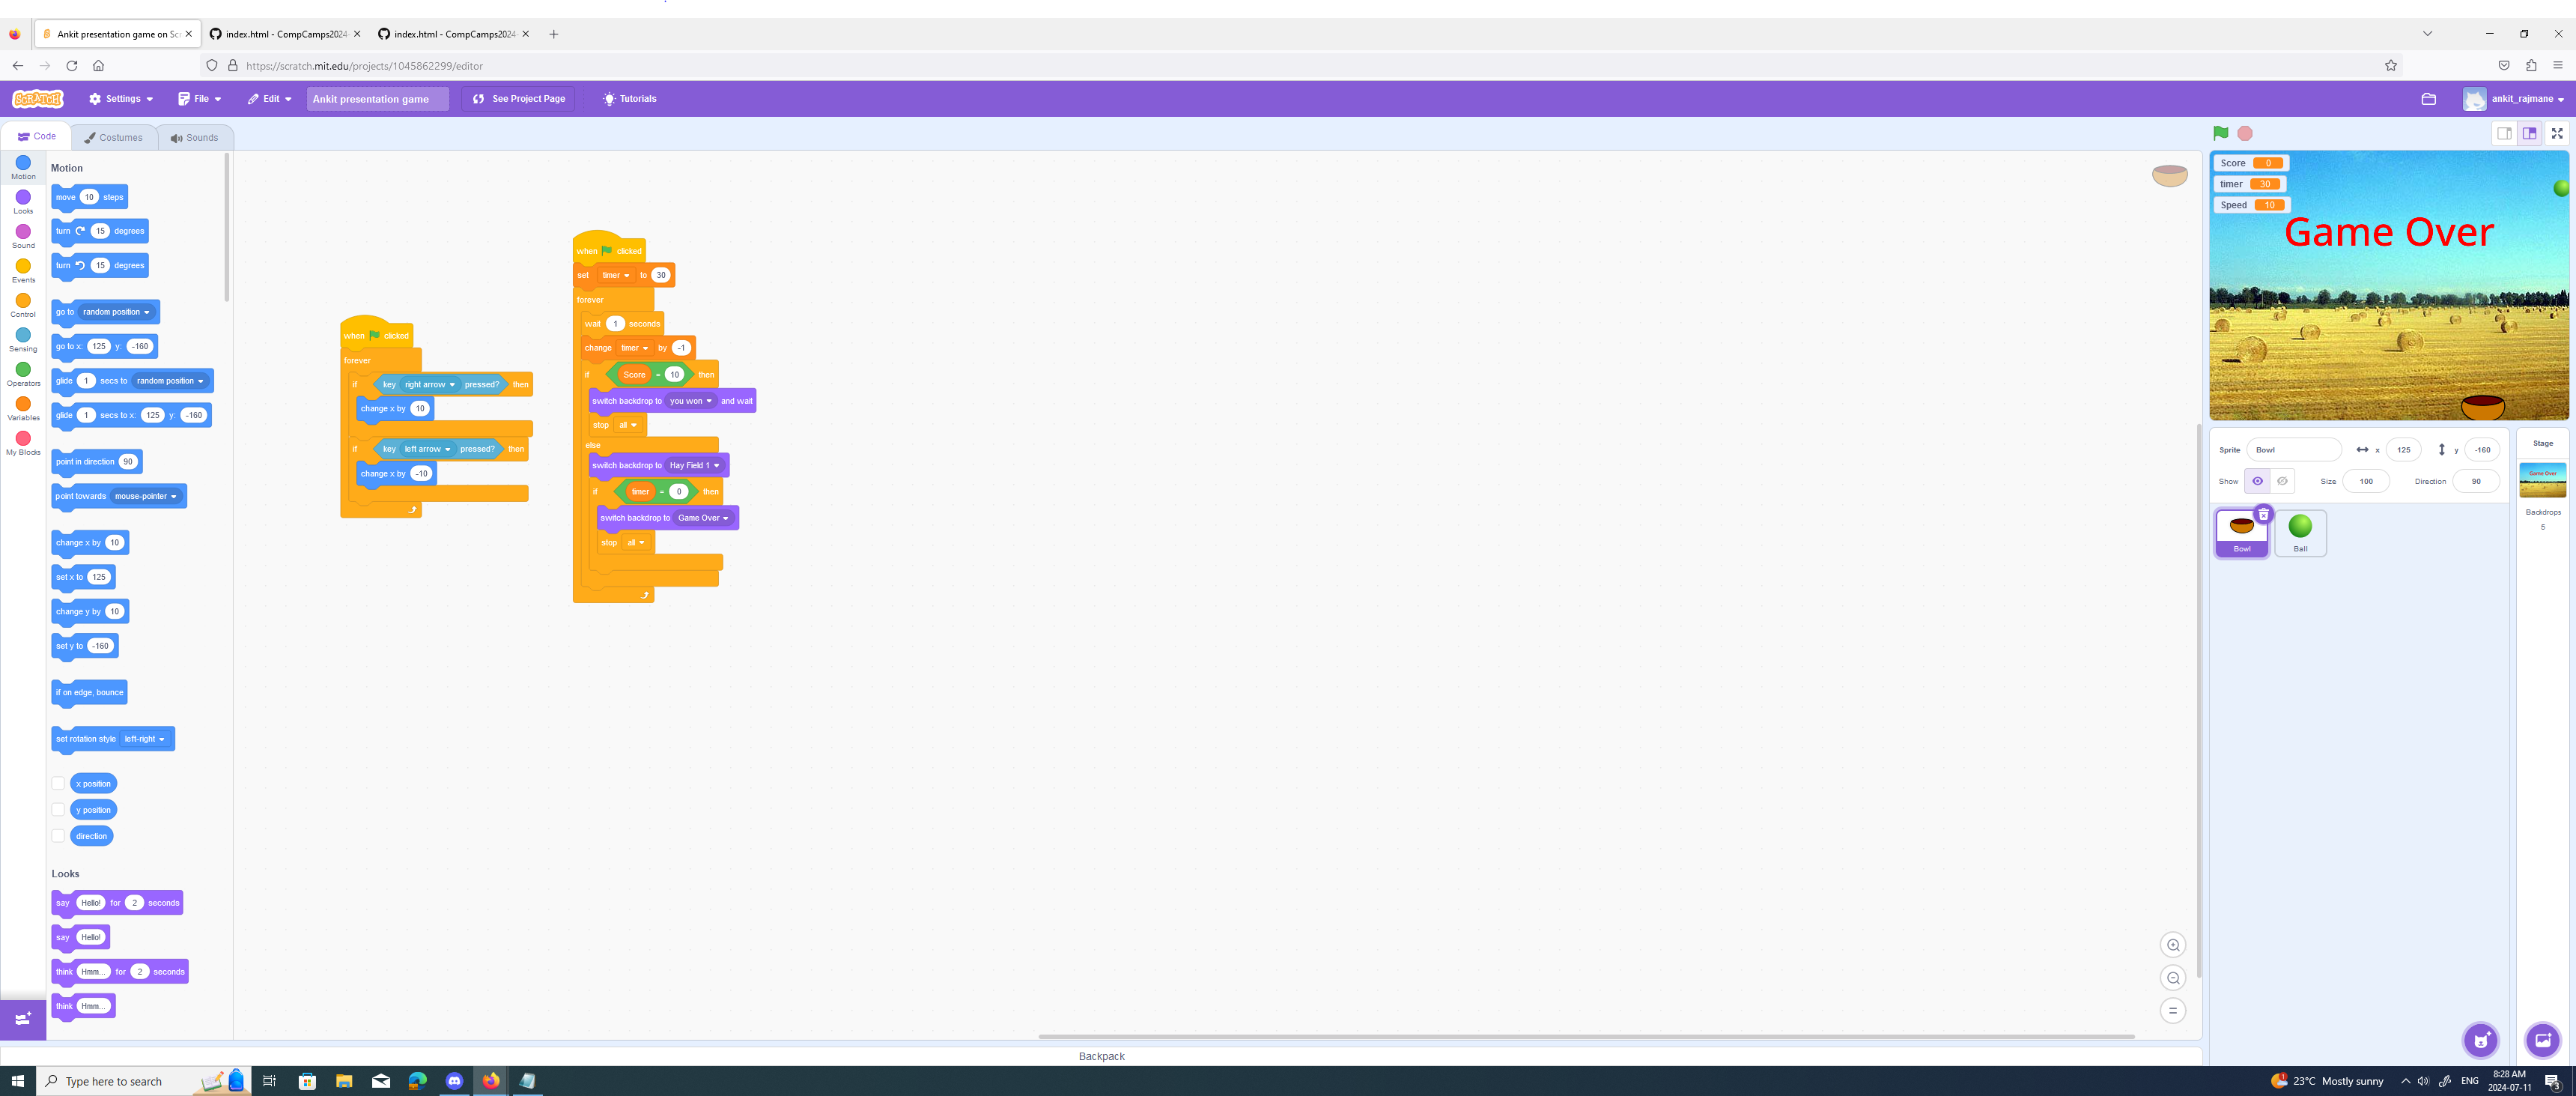 Ankit presentation game on Sc
index.html - CompCamps2024-
index.html - CompCamps2024-
https://scratch.mit.edu/projects/1045862299/editor
SCRATCH
Settings
File
Edit
Ankit presentation game
See Project Page
Tutorials
ankit_rajmane
Code
Costumes
Sounds
Motion
Looks
Sound
Events
Control
Sensing
Operators
Variables
My Blocks
Motion
move 10 steps
turn 15 degrees
turn 15 degrees
go to random position
go to x: 125 y: -160
glide 1 secs to random position
glide 1 secs to x: 125 y: -160
point in direction 90
point towards mouse-pointer
change x by 10
set x to 125
change y by 10
set y to -160
if on edge, bounce
set rotation style left-right
x position
y position
direction
Looks
say Hello! for 2 seconds
say Hello!
think Hmm... for 2 seconds
think Hmm...
when clicked
forever
if key right arrow pressed? then
change x by 10
if key left arrow pressed? then
change x by -10
when clicked
set timer to 30
forever
wait 1 seconds
change timer by -1
if Score = 10 then
switch backdrop to you won and wait
stop all
else
switch backdrop to Hay Field 1
if timer = 0 then
switch backdrop to Game Over
stop all
Score 0
timer 30
Speed 10
Game Over
Sprite Bowl x 125 y -160
Show Size 100 Direction 90
Bowl
Ball
Stage
Game Over
Backdrops
5
Backpack
Type here to search
23°C Mostly sunny
ENG
8:28 AM
2024-07-11
3